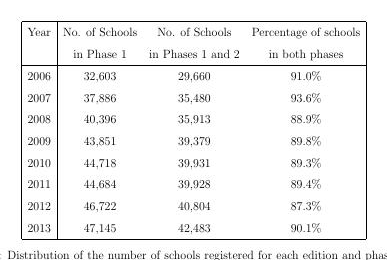 Year No. of Schools No. of Schools Percentage of schools
in Phase 1 in Phases 1 and 2 in both phases
2006 32,603 29,660 91.0%
2007 37,886 35,480 93.6%
2008 40,396 35,913 88.9%
2009 43,851 39,379 89.8%
2010 44,718 39,931 89.3%
2011 44,684 39,928 89.4%
2012 46,722 40,804 87.3%
2013 47,145 42,483 90.1%
: Distribution of the number of schools registered for each edition and